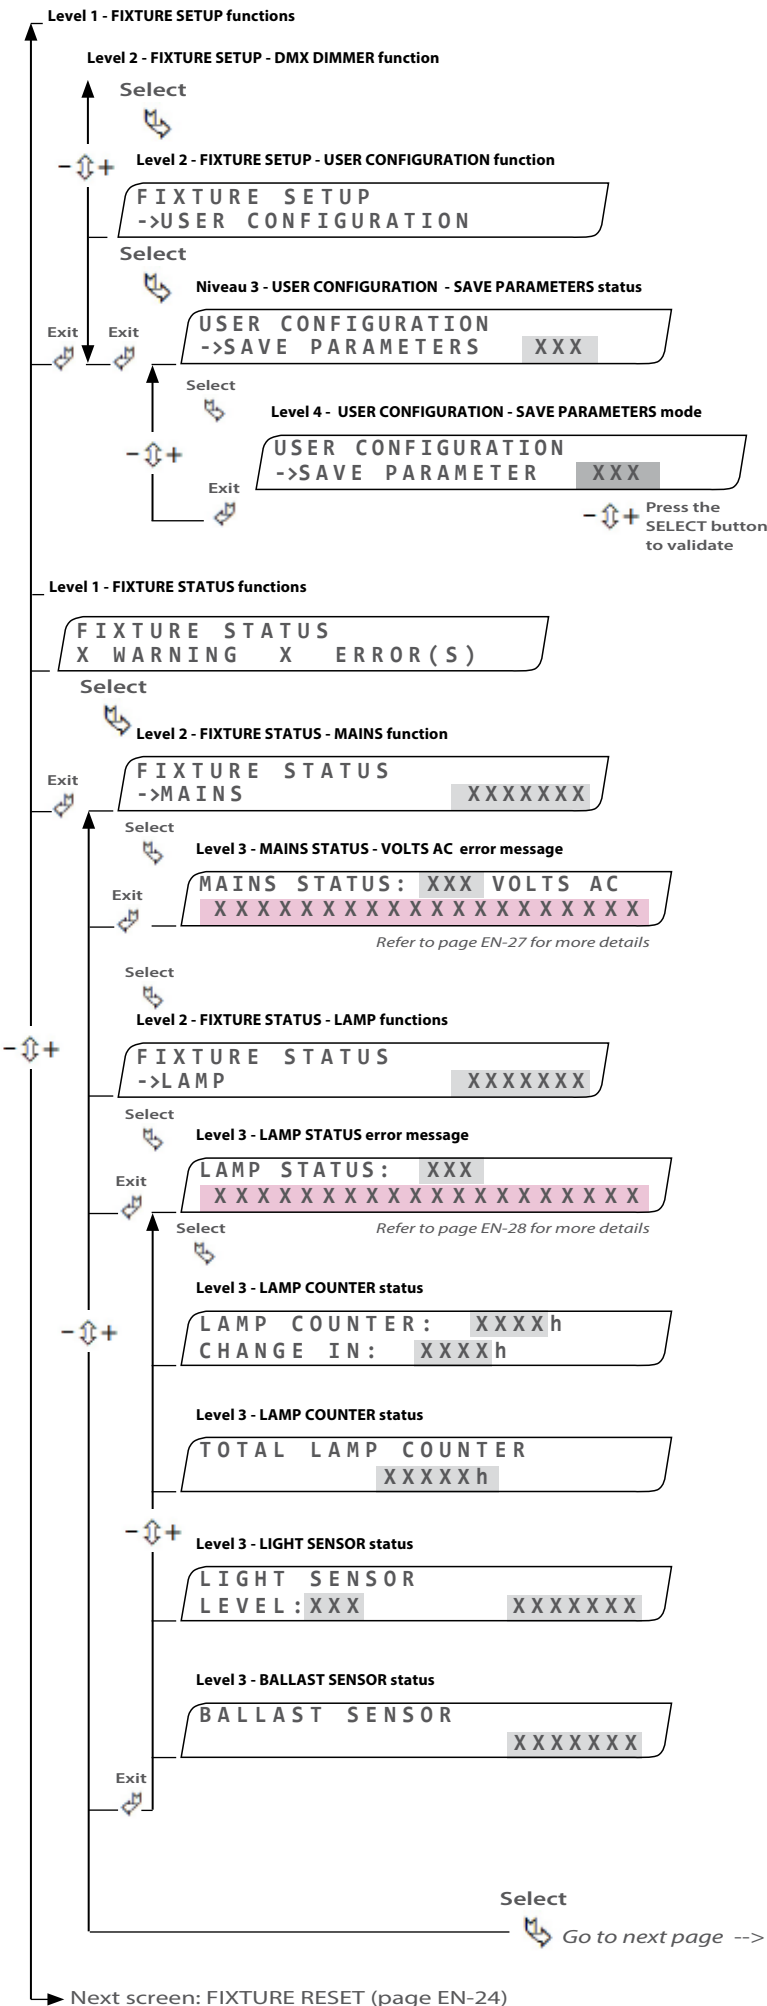 Level 1 - FIXTURE SETUP functions
Level 2 - FIXTURE SETUP - DMX DIMMER function
Select
- +
Level 2 - FIXTURE SETUP - USER CONFIGURATION function
FIXTURE SETUP
->USER CONFIGURATION
Select
Niveau 3 - USER CONFIGURATION - SAVE PARAMETERS status
Exit Exit
USER CONFIGURATION
->SAVE PARAMETERS XXX
Select
Level 4 - USER CONFIGURATION - SAVE PARAMETERS mode
- +
USER CONFIGURATION
->SAVE PARAMETER XXX
Exit
- + Press the
SELECT button
to validate
Level 1 - FIXTURE STATUS functions
FIXTURE STATUS
X WARNING X ERROR(S)
Select
Level 2 - FIXTURE STATUS - MAINS function
Exit
FIXTURE STATUS
->MAINS XXXXXXX
Select
Level 3 - MAINS STATUS - VOLTS AC error message
Exit
MAINS STATUS: XXX VOLTS AC
XXXXXXXXXXXXXXXXXXXX
Refer to page EN-27 for more details
Select
Level 2 - FIXTURE STATUS - LAMP functions
- +
FIXTURE STATUS
->LAMP XXXXXXX
Select
Level 3 - LAMP STATUS error message
Exit
LAMP STATUS: XXX
XXXXXXXXXXXXXXXXXXXX
Select
Refer to page EN-28 for more details
Level 3 - LAMP COUNTER status
- +
LAMP COUNTER: XXXXh
CHANGE IN: XXXXh
Level 3 - LAMP COUNTER status
TOTAL LAMP COUNTER
XXXXXh
- +
Level 3 - LIGHT SENSOR status
LIGHT SENSOR
LEVEL:XXX XXXXXXX
Level 3 - BALLAST SENSOR status
BALLAST SENSOR
XXXXXXX
Exit
Select
Go to next page -->
Next screen: FIXTURE RESET (page EN-24)